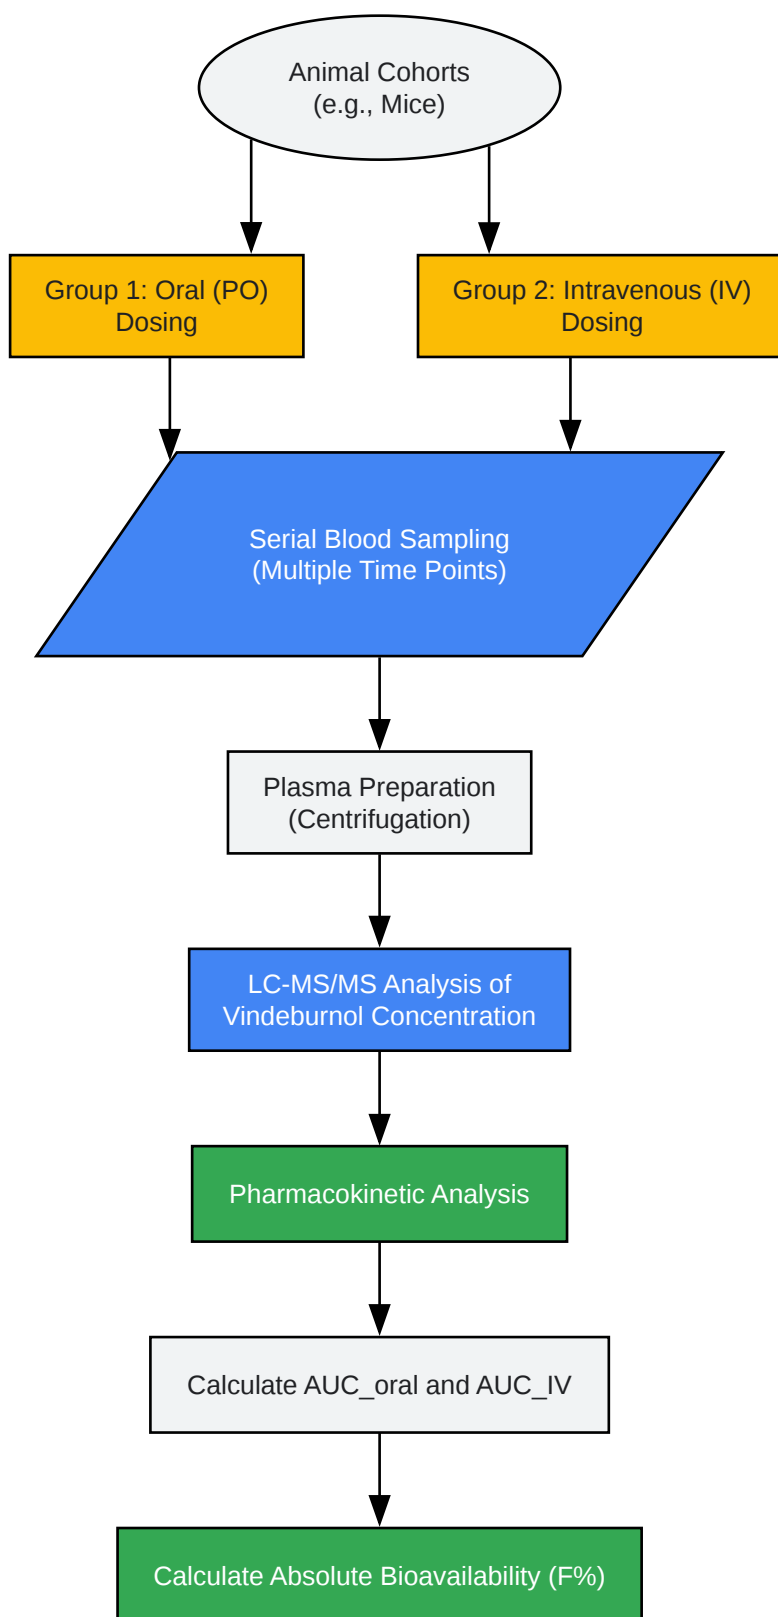 Animal Cohorts
(e.g., Mice)
Group 1: Oral (PO)
Dosing
Group 2: Intravenous (IV)
Dosing
Serial Blood Sampling
(Multiple Time Points)
Plasma Preparation
(Centrifugation)
LC-MS/MS Analysis of
Vindeburnol Concentration
Pharmacokinetic Analysis
Calculate AUC_oral and AUC_IV
Calculate Absolute Bioavailability (F%)